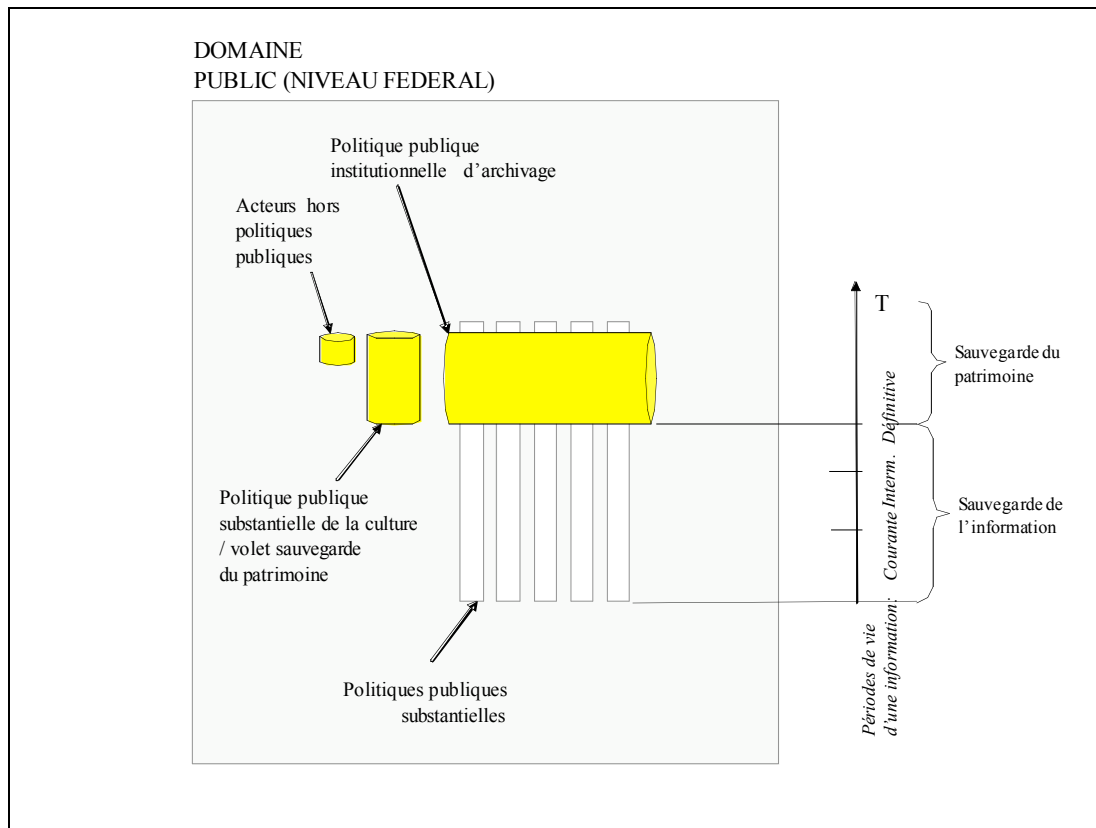 DOMAINE
PUBLIC (NIVEAU FEDERAL)
Politique publique
institutionnelle d'archivage
Acteurs hors
politiques
publiques
Politique publique
substantielle de la culture
/ volet sauvegarde
du patrimoine
Politiques publiques
substantielles
T
Périodes de vie
d'une information: Courante Interm. Définitive
Sauvegarde du
patrimoine
Sauvegarde de
l'information